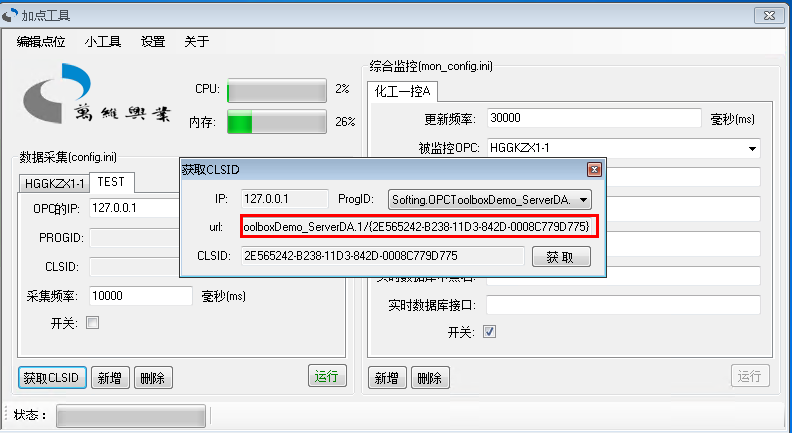 加点工具
编辑点位 小工具 设置 关于
萬維興業
CPU: 2%
内存: 26%
数据采集(config.ini)
HGGKZX1-1 TEST
OPC的IP: 127.0.0.1
PROGID:
CLSID:
采集频率: 10000 毫秒(ms)
开关:
获取CLSID 新增 删除 运行
综合监控(mon_config.ini)
化工一控A
更新频率: 30000 毫秒(ms)
被监控OPC: HGGKZX1-1
获取CLSID
IP: 127.0.0.1 ProgID: Softing.OPCToolboxDemo_ServerDA.
url: oolboxDemo_ServerDA.1/{2E565242-B238-11D3-842D-0008C779D775}
CLSID: 2E565242-B238-11D3-842D-0008C779D775 获 取
实时数据库接口:
开关:
新增 删除 运行
状态：